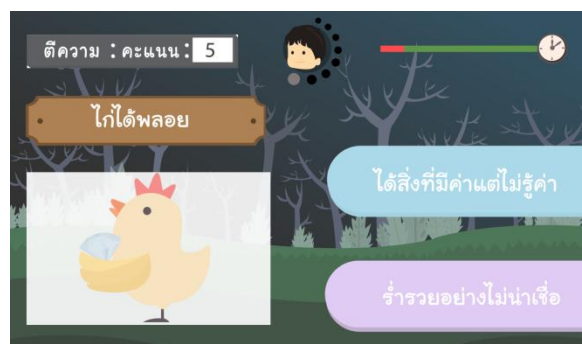 ตีความ : คะแนน : 5
ไก่ได้พลอย
ได้สิ่งที่มีค่าแต่ไม่รู้ค่า
ร่ำรวยอย่างไม่น่าเชื่อ